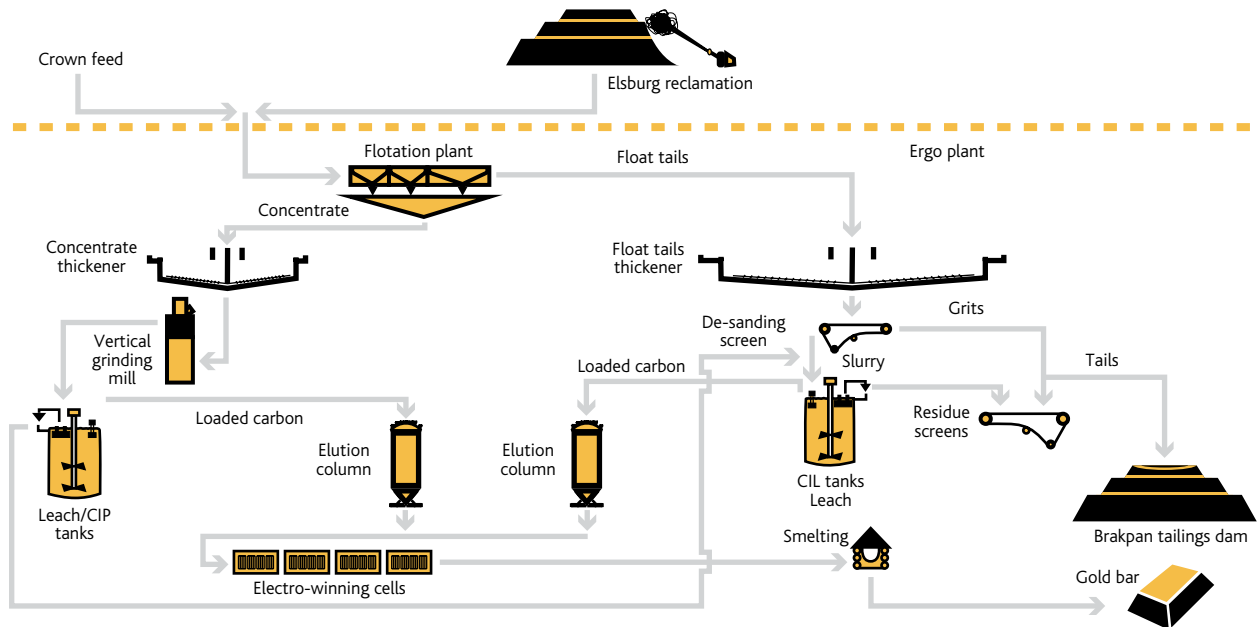 Crown feed
Elsburg reclamation
Flotation plant
Float tails
Ergo plant
Concentrate
Concentrate
thickener
Float tails
thickener
Grits
De-sanding
screen
Vertical
grinding
mill
Slurry
Tails
Loaded carbon
Loaded carbon
Residue
screens
Elution
column
Elution
column
CIL tanks
Leach
Leach/CIP
tanks
Smelting
Brakpan tailings dam
Electro-winning cells
Gold bar